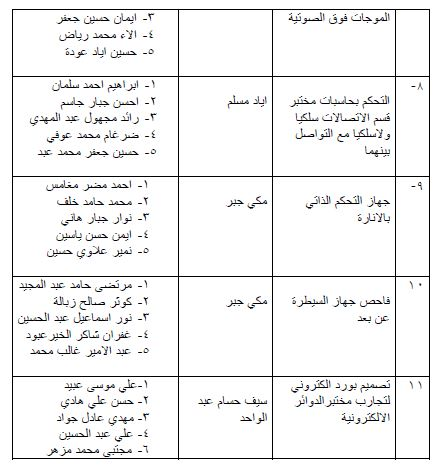 الموجات فوق الصوتية
٣- ايمان حسين جعفر
٤- الاء محمد رياض
٥- حسين اياد عودة
٨-
التحكم بحاسبات مختبر
قسم الاتصالات سلكيا
ولاسلكيا مع التواصل
بينهما
اياد مسلم
١- ابراهيم احمد سلمان
٢- احسن جبار جاسم
٣- رائد مجهول عبد المهدي
٤- ضرغام محمد عوفي
٥- حسين جعفر محمد عبد
٩-
جهاز التحكم الذاتي
بالانارة
مكي جبر
١- احمد مضر مغامس
٢- محمد حامد خلف
٣- نوار جبار هاني
٤- ايمن حسن ياسين
٥- نمير علاوي حسين
١٠
فاحص جهاز السيطرة
عن بعد
مكي جبر
١- مرتضى حامد عبد المجيد
٢- كوثر صالح زبالة
٣- نور اسماعيل عبد الحسين
٤- غفران شاكر الخيرعبود
٥- عبد الامير غالب محمد
١١
تصميم بورد الكتروني
لتجارب مختبرالدوائر
الالكترونية
سيف حسام عبد
الواحد
١-علي موسى عبيد
٢- حسن علي هادي
٣- مهدي عادل جواد
٤- علي عبد الحسين
٦- مجتبى محمد مزهر